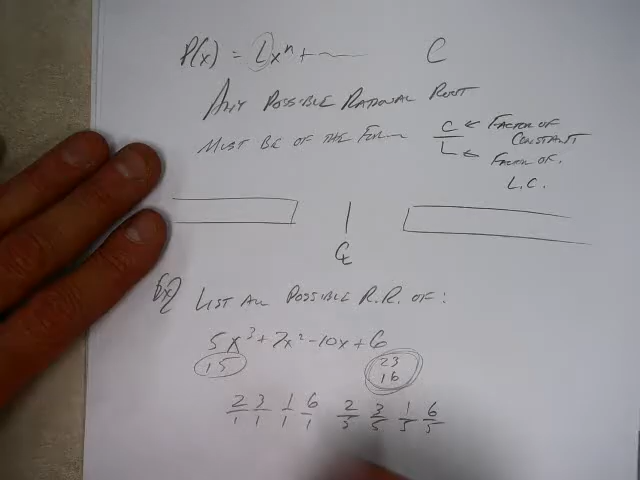 P(x) = Lxⁿ + C
ANY POSSIBLE RATIONAL ROOT
MUST BE OF THE FORM C/L ← FACTOR OF CONSTANT
← FACTOR OF L.C.
EX) LIST ALL POSSIBLE R.R. OF:
5x³ + 7x² - 10x + 6
15 23
16
2/1 3/1 1/1 6/1 2/5 3/5 1/5 6/5